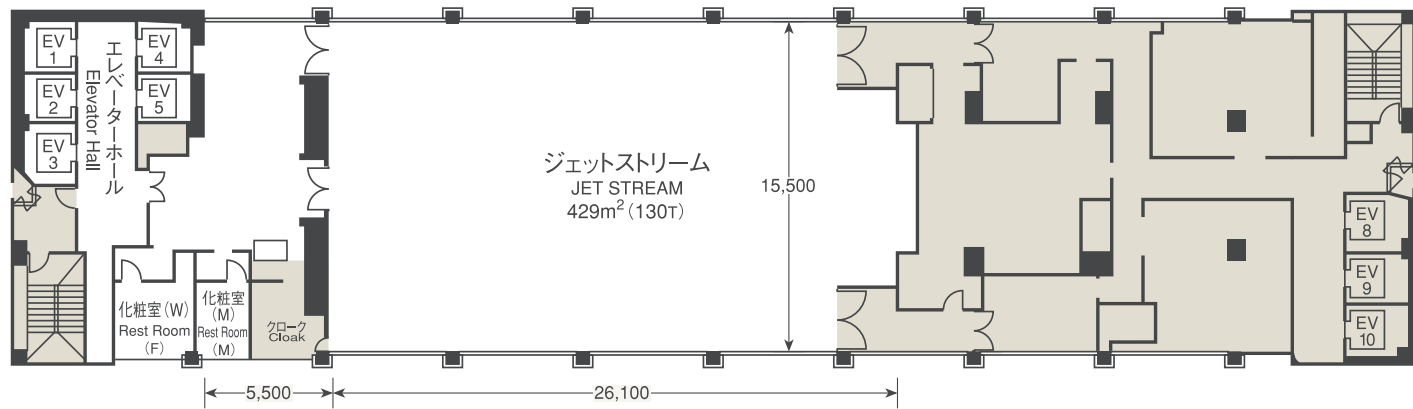 EV
1
EV
2
EV
3
エレベーターホール
Elevator Hall
EV
4
EV
5
ジェットストリーム
JET STREAM
429m² (130T)
15,500
EV
8
EV
9
EV
10
化粧室(W)
Rest Room
(F)
化粧室
(M)
Rest Room
(M)
クローク
Cloak
5,500
26,100